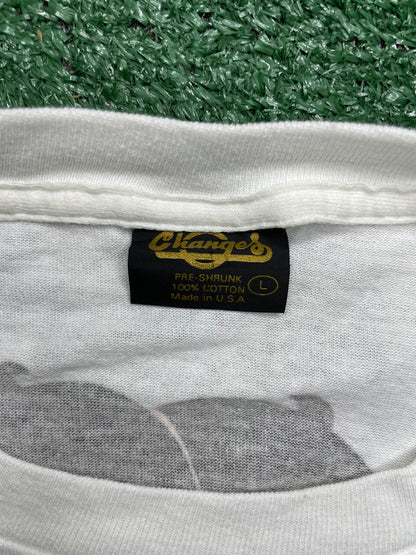 Changes
PRE-SHRUNK
100% COTTON
Made in U.S.A.
L